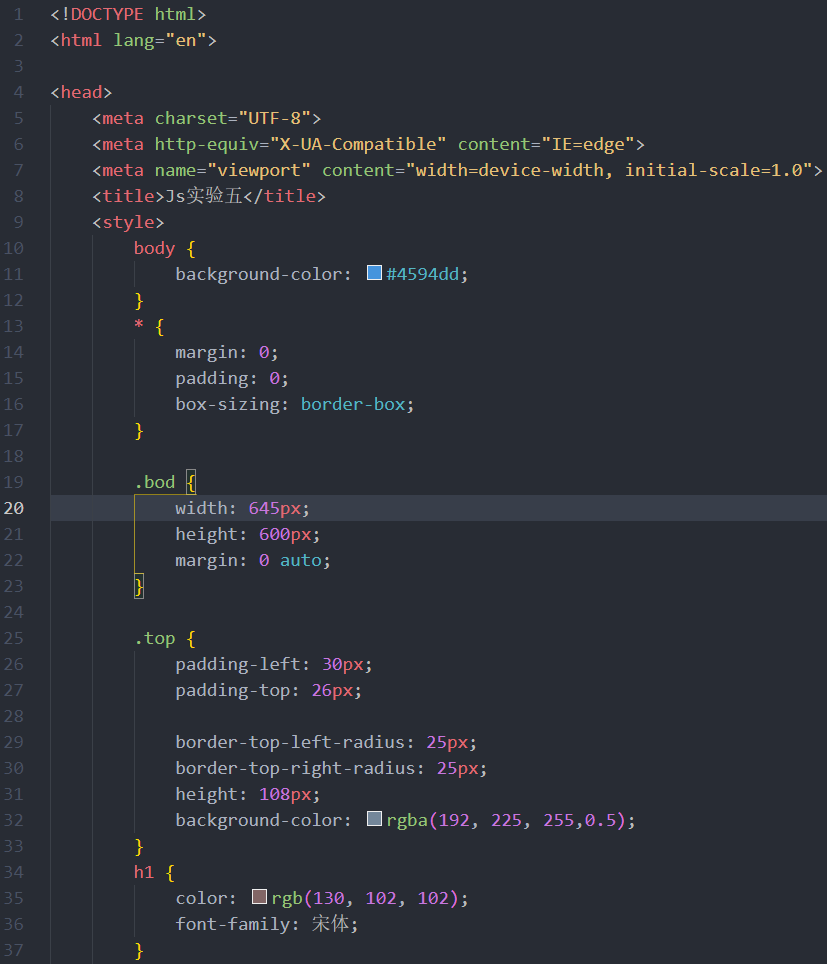 1 <!DOCTYPE html>
2 <html lang="en">
3
4 <head>
5     <meta charset="UTF-8">
6     <meta http-equiv="X-UA-Compatible" content="IE=edge">
7     <meta name="viewport" content="width=device-width, initial-scale=1.0">
8     <title>Js实验五</title>
9     <style>
10         body {
11             background-color: #4594dd;
12         }
13         * {
14             margin: 0;
15             padding: 0;
16             box-sizing: border-box;
17         }
18
19         .bod {
20             width: 645px;
21             height: 600px;
22             margin: 0 auto;
23         }
24
25         .top {
26             padding-left: 30px;
27             padding-top: 26px;
28
29             border-top-left-radius: 25px;
30             border-top-right-radius: 25px;
31             height: 108px;
32             background-color: rgba(192, 225, 255,0.5);
33         }
34         h1 {
35             color: rgb(130, 102, 102);
36             font-family: 宋体;
37         }